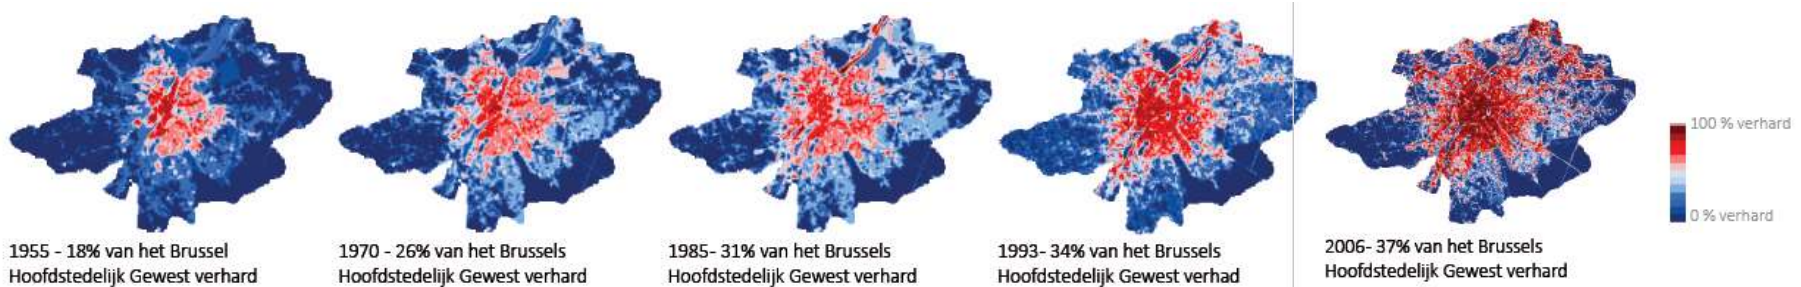 1955 - 18% van het Brussel
Hoofdstedelijk Gewest verhard
1970 - 26% van het Brussels
Hoofdstedelijk Gewest verhard
1985- 31% van het Brussels
Hoofdstedelijk Gewest verhard
1993- 34% van het Brussels
Hoofdstedelijk Gewest verhad
2006- 37% van het Brussels
Hoofdstedelijk Gewest verhard
100 % verhard
0 % verhard